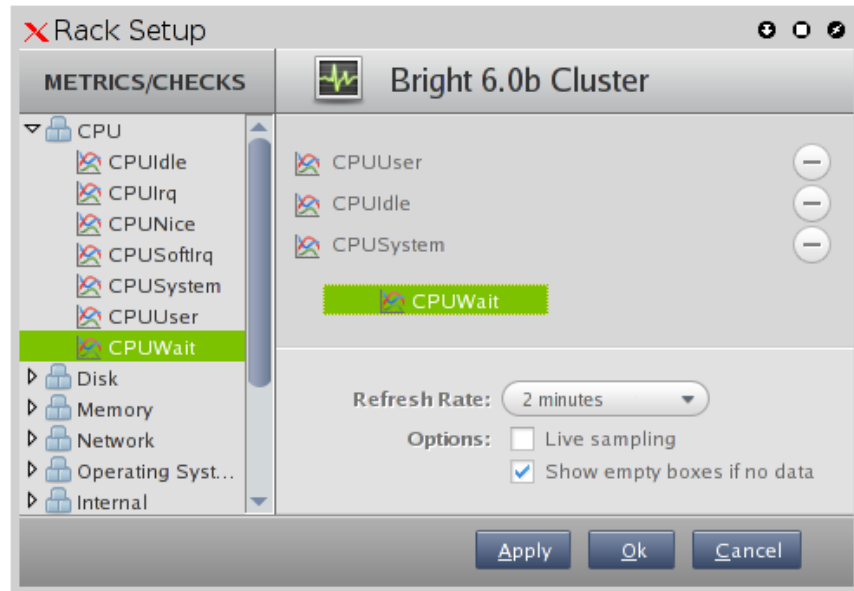 Rack Setup
METRICS/CHECKS
Bright 6.0b Cluster
CPU
CPUIdle
CPUIrq
CPUNice
CPUSoftIrq
CPUSystem
CPUUser
CPUWait
Disk
Memory
Network
Operating Syst...
Internal
CPUUser
CPUIdle
CPUSystem
CPUWait
Refresh Rate: 2 minutes
Options: Live sampling
Show empty boxes if no data
Apply Ok Cancel